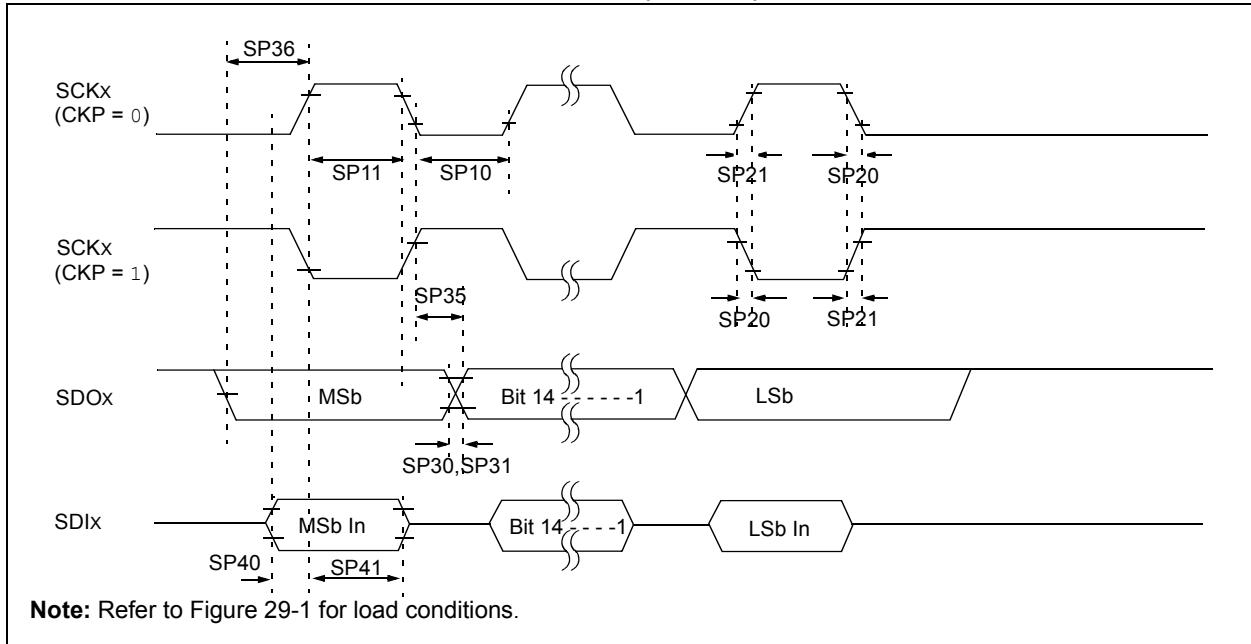 SP36
SCKx
(CKP = 0)
SP11
SP10
SP21
SP20
SCKx
(CKP = 1)
SP35
SP20
SP21
SDOx
MSb
Bit 14 - - - - - -1
LSb
SP30,SP31
SDIx
MSb In
Bit 14 - - - -1
LSb In
SP40
SP41
Note: Refer to Figure 29-1 for load conditions.